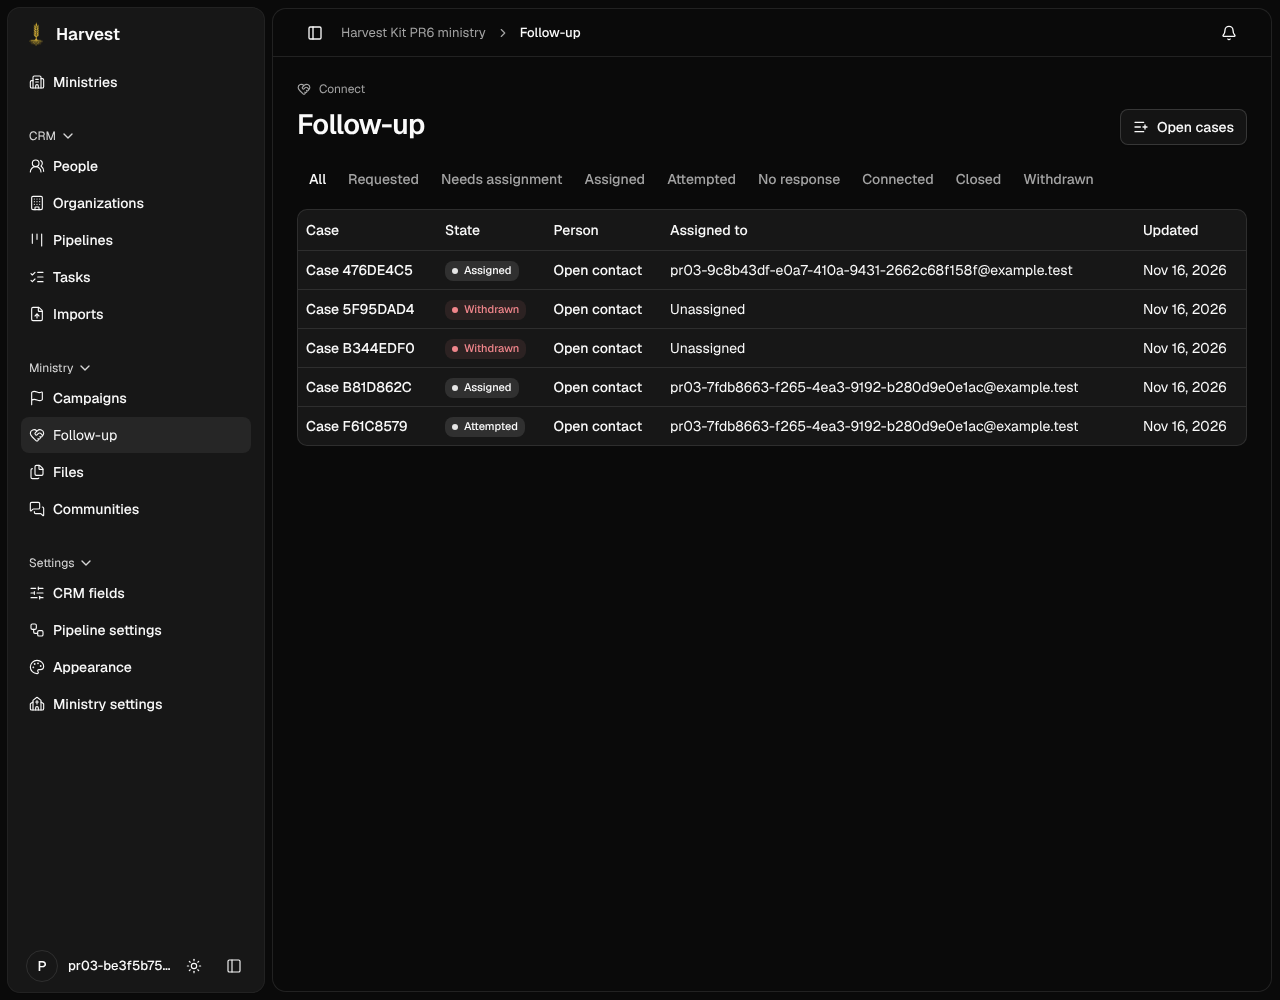 Harvest
Ministries
CRM
People
Organizations
Pipelines
Tasks
Imports
Ministry
Campaigns
Follow-up
Files
Communities
Settings
CRM fields
Pipeline settings
Appearance
Ministry settings
P pr03-be3f5b75...
Harvest Kit PR6 ministry > Follow-up
Connect
Follow-up
Open cases
All Requested Needs assignment Assigned Attempted No response Connected Closed Withdrawn
Case State Person Assigned to Updated
Case 476DE4C5 Assigned Open contact pr03-9c8b43df-e0a7-410a-9431-2662c68f158f@example.test Nov 16, 2026
Case 5F95DAD4 Withdrawn Open contact Unassigned Nov 16, 2026
Case B344EDF0 Withdrawn Open contact Unassigned Nov 16, 2026
Case B81D862C Assigned Open contact pr03-7fdb8663-f265-4ea3-9192-b280d9e0e1ac@example.test Nov 16, 2026
Case F61C8579 Attempted Open contact pr03-7fdb8663-f265-4ea3-9192-b280d9e0e1ac@example.test Nov 16, 2026